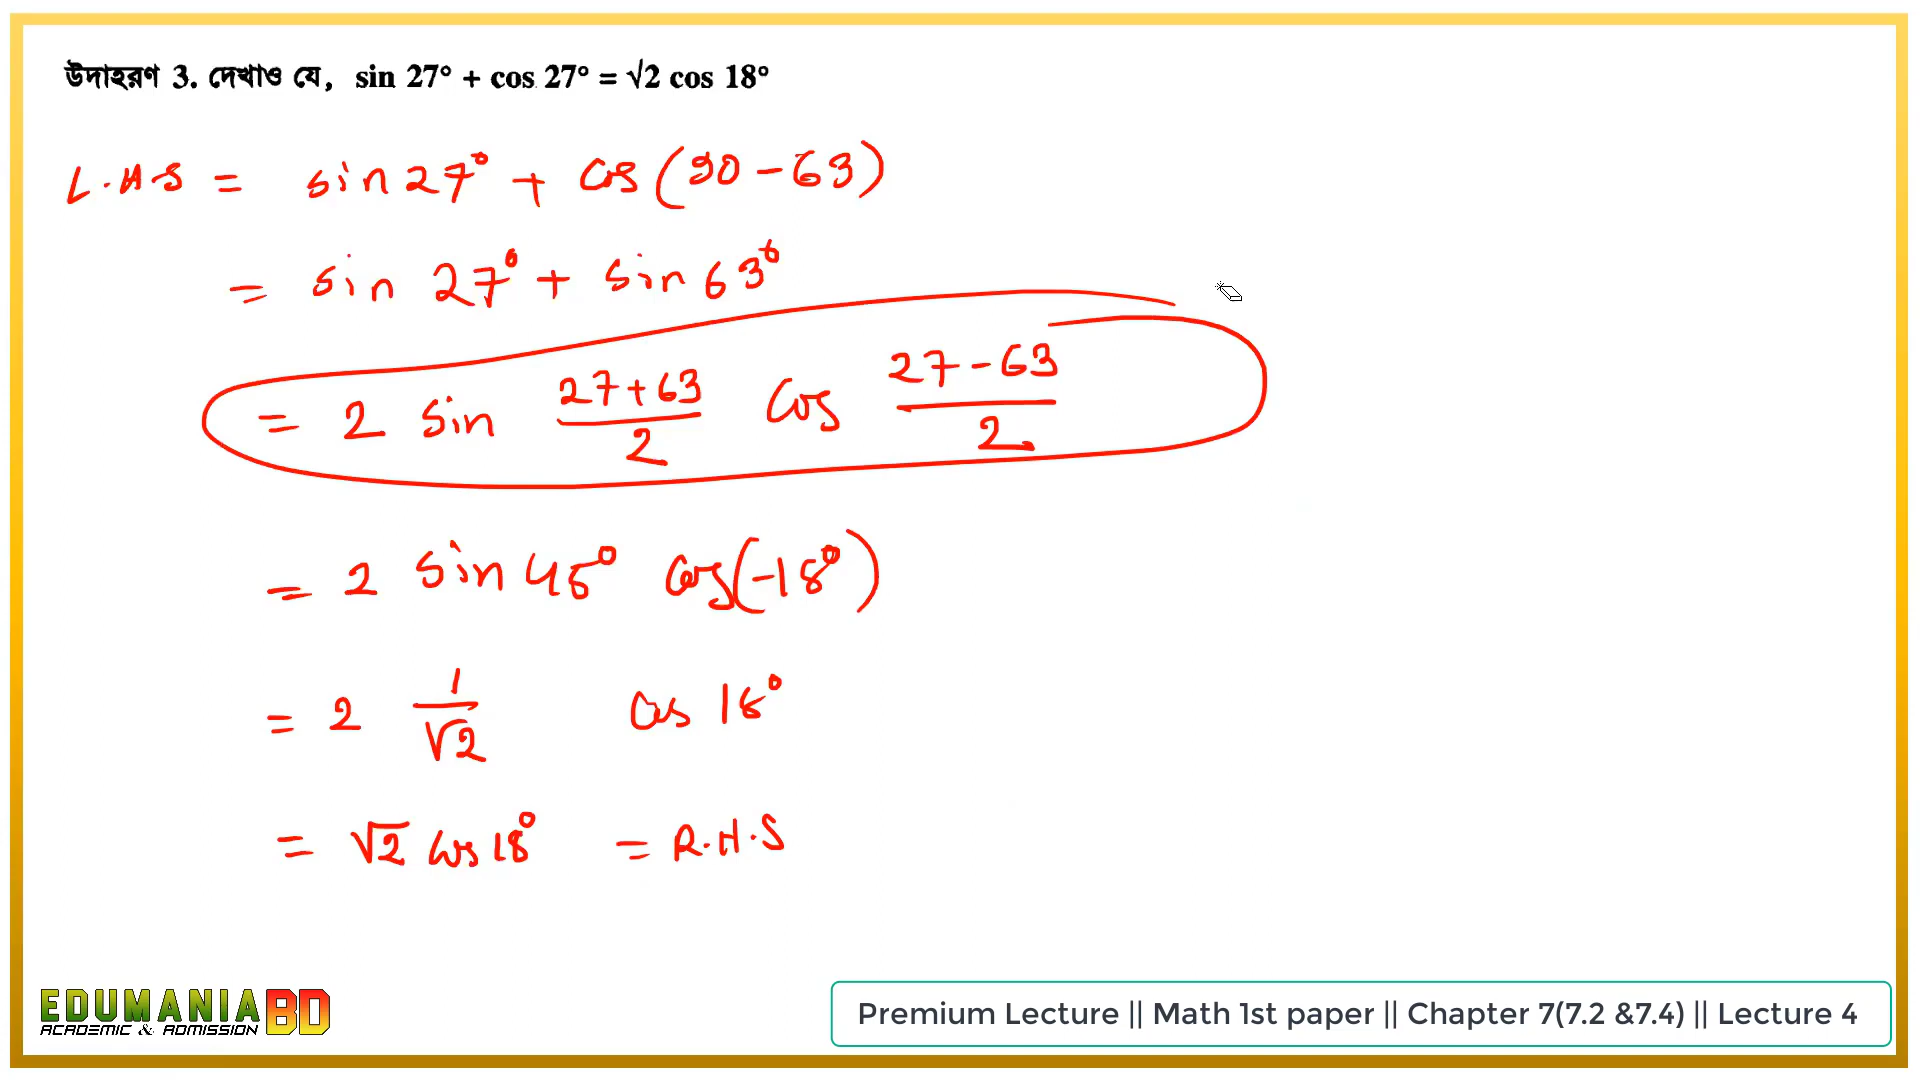 উদাহরণ 3. দেখাও যে, sin 27° + cos 27° = √2 cos 18°
L.H.S = sin 27° + cos (90 - 63)
= sin 27° + sin 63°
= 2 sin (27+63)/2 cos (27-63)/2
= 2 sin 45° cos(-18°)
= 2 1/√2 cos 18°
= √2 cos 18° = R.H.S
EDUMANIA BD
ACADEMIC & ADMISSION
Premium Lecture || Math 1st paper || Chapter 7(7.2 &7.4) || Lecture 4